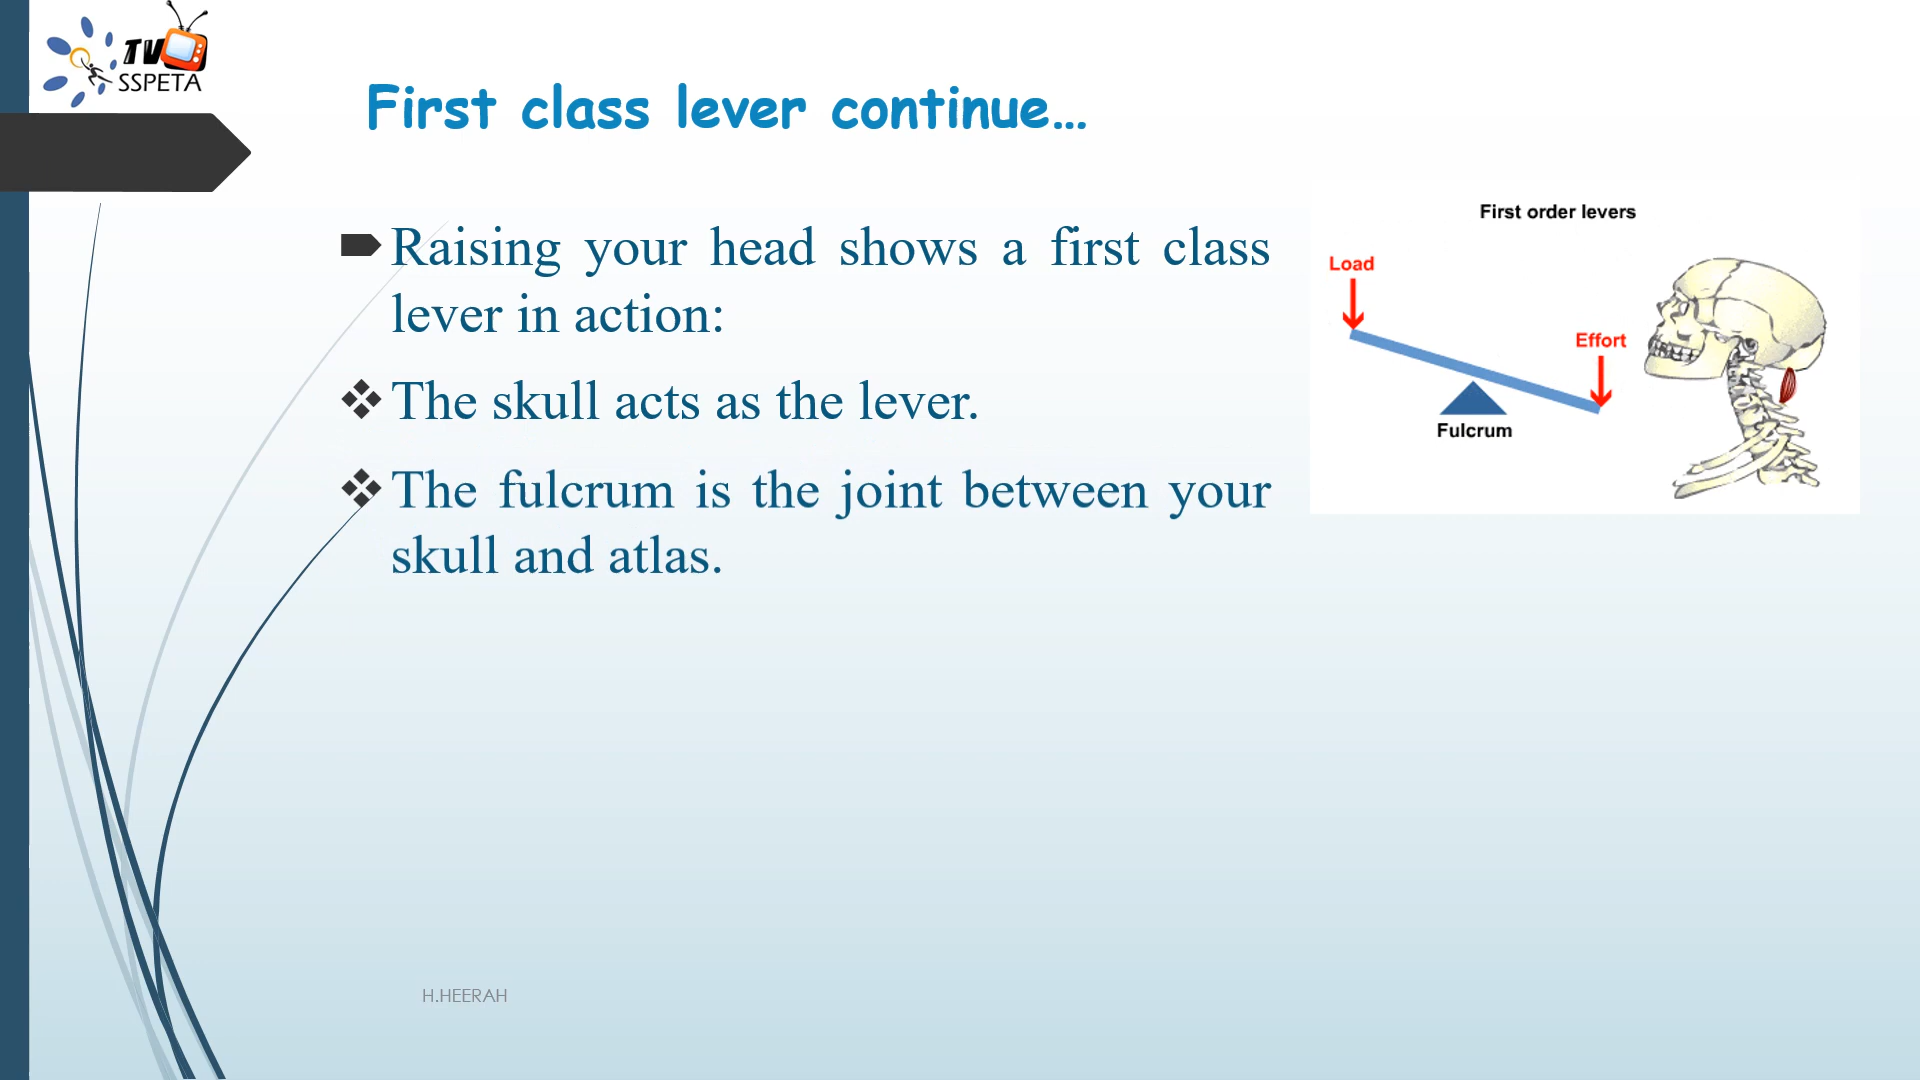 TV
SSPETA
First class lever continue...
Raising your head shows a first class
lever in action:
The skull acts as the lever.
The fulcrum is the joint between your
skull and atlas.
First order levers
Load
Effort
Fulcrum
H.HEERAH